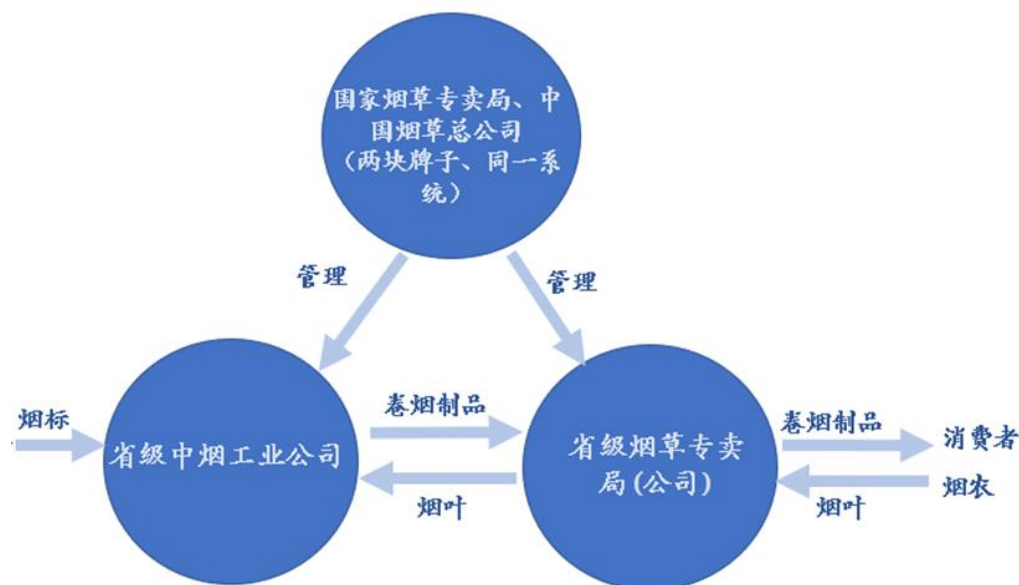 国家烟草专卖局、中
国烟草总公司
（两块牌子、同一系
统）
管理
管理
烟标
省级中烟工业公司
卷烟制品
烟叶
省级烟草专卖
局(公司)
卷烟制品
消费者
烟叶
烟农